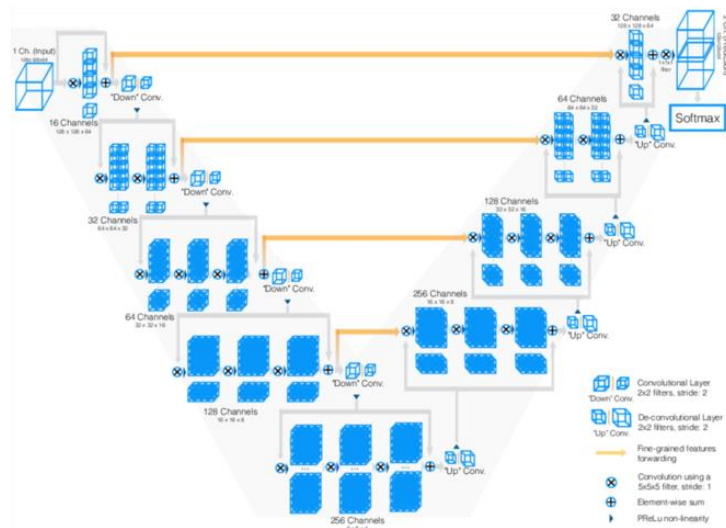 1 Ch. (Input)
"Down" Conv.
16 Channels
128 x 128 x 64
"Down" Conv.
32 Channels
64 x 64 x 32
"Down" Conv.
64 Channels
32 x 32 x 16
"Down" Conv.
128 Channels
16 x 16 x 8
256 Channels
"Up" Conv.
256 Channels
16 x 16 x 8
"Up" Conv.
128 Channels
32 x 32 x 16
"Up" Conv.
64 Channels
64 x 64 x 32
"Up" Conv.
32 Channels
128 x 128 x 64
Softmax
"Down" Conv.
Convolutional Layer
2x2 filters, stride: 2
"Up" Conv.
De-convolutional Layer
2x2 filters, stride: 2
Fine-grained features
forwarding
Convolution using a
5x5x5 filter, stride: 1
Element-wise sum
PReLu non-linearity